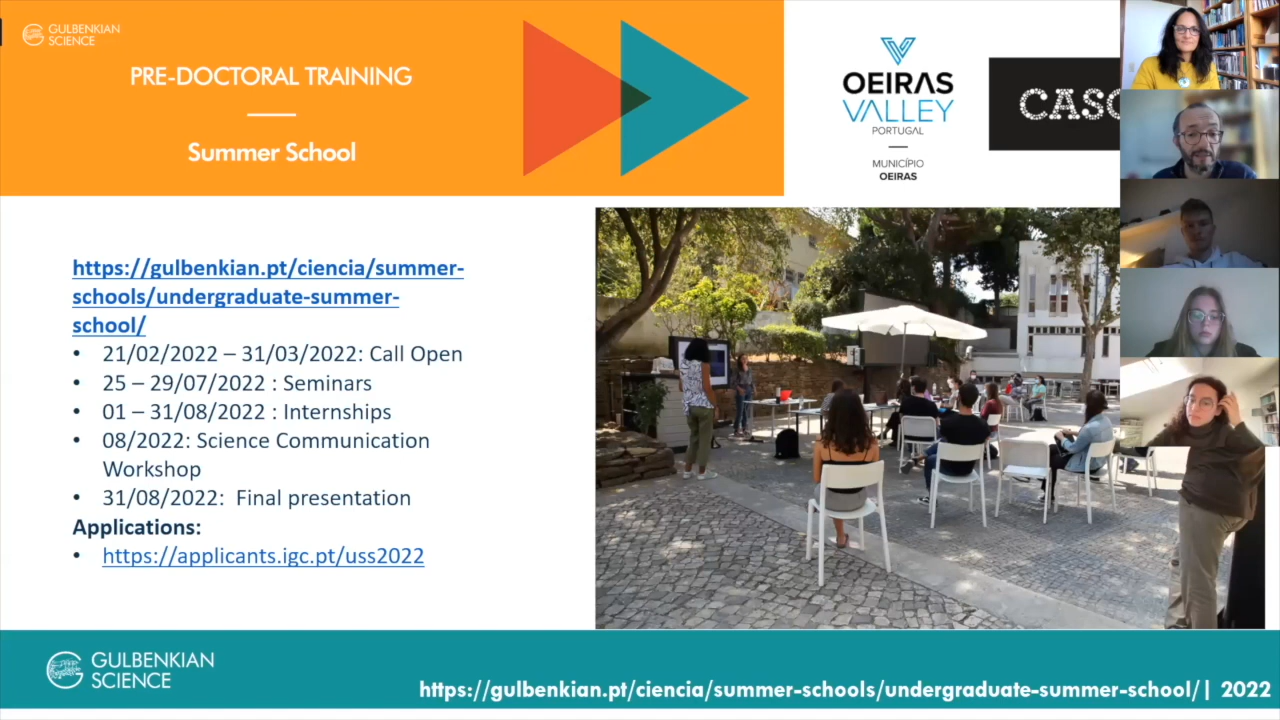 GULBENKIAN
SCIENCE
PRE-DOCTORAL TRAINING
Summer School
OEIRAS
VALLEY
PORTUGAL
MUNICÍPIO
OEIRAS
https://gulbenkian.pt/ciencia/summer-
schools/undergraduate-summer-
school/
• 21/02/2022 – 31/03/2022: Call Open
• 25 – 29/07/2022 : Seminars
• 01 – 31/08/2022 : Internships
• 08/2022: Science Communication
Workshop
• 31/08/2022: Final presentation
Applications:
• https://applicants.igc.pt/uss2022
GULBENKIAN
SCIENCE
https://gulbenkian.pt/ciencia/summer-schools/undergraduate-summer-school/ | 2022